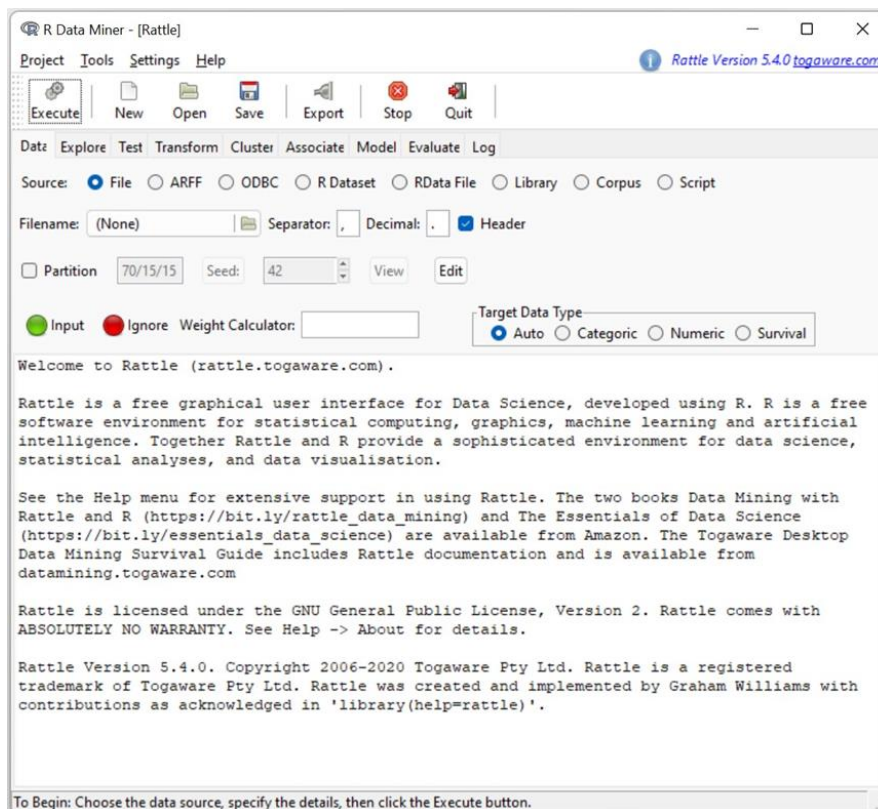 R Data Miner - [Rattle]
Project Tools Settings Help Rattle Version 5.4.0 togaware.com
Execute New Open Save Export Stop Quit
Data Explore Test Transform Cluster Associate Model Evaluate Log
Source: File ARFF ODBC R Dataset RData File Library Corpus Script
Filename: (None) Separator: , Decimal: . Header
Partition 70/15/15 Seed: 42 View Edit
Target Data Type
Input Ignore Weight Calculator: Auto Categoric Numeric Survival
Welcome to Rattle (rattle.togaware.com).
Rattle is a free graphical user interface for Data Science, developed using R. R is a free
software environment for statistical computing, graphics, machine learning and artificial
intelligence. Together Rattle and R provide a sophisticated environment for data science,
statistical analyses, and data visualisation.
See the Help menu for extensive support in using Rattle. The two books Data Mining with
Rattle and R (https://bit.ly/rattle_data_mining) and The Essentials of Data Science
(https://bit.ly/essentials_data_science) are available from Amazon. The Togaware Desktop
Data Mining Survival Guide includes Rattle documentation and is available from
datamining.togaware.com
Rattle is licensed under the GNU General Public License, Version 2. Rattle comes with
ABSOLUTELY NO WARRANTY. See Help -> About for details.
Rattle Version 5.4.0. Copyright 2006-2020 Togaware Pty Ltd. Rattle is a registered
trademark of Togaware Pty Ltd. Rattle was created and implemented by Graham Williams with
contributions as acknowledged in 'library(help=rattle)'.
To Begin: Choose the data source, specify the details, then click the Execute button.